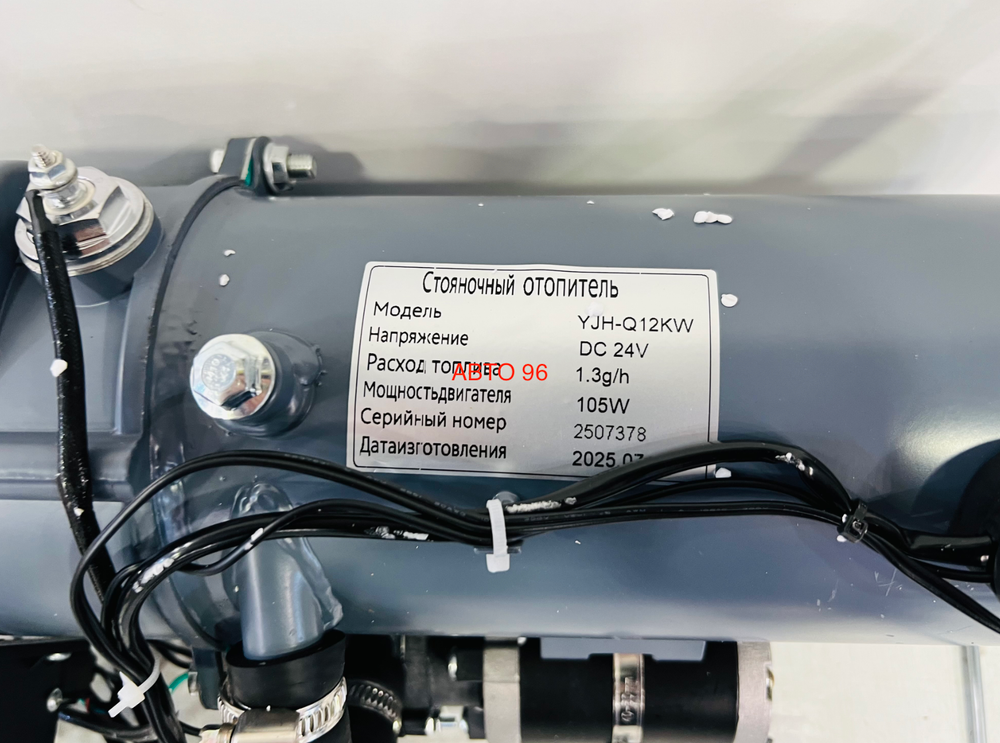 Стояночный отопитель
Модель YJH-Q12KW
Напряжение DC 24V
Расход топлива 1.3g/h
АВТО 96
Мощностьдвигателя 105W
Серийный номер 2507378
Датаизготовления 2025.07